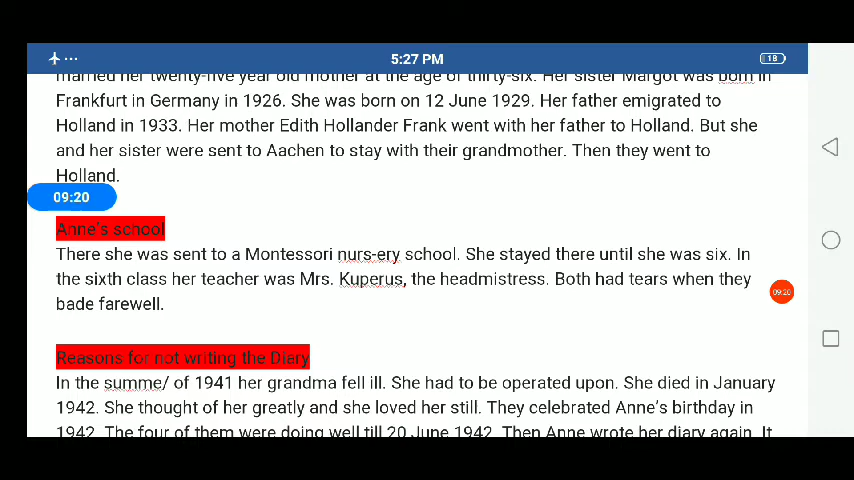 5:27 PM
18
married her twenty-five year old mother at the age of thirty-six. Her sister Margot was born in
Frankfurt in Germany in 1926. She was born on 12 June 1929. Her father emigrated to
Holland in 1933. Her mother Edith Hollander Frank went with her father to Holland. But she
and her sister were sent to Aachen to stay with their grandmother. Then they went to
Holland.
09:20
Anne's school
There she was sent to a Montessori nurs-ery school. She stayed there until she was six. In
the sixth class her teacher was Mrs. Kuperus, the headmistress. Both had tears when they
09:20
bade farewell.
Reasons for not writing the Diary
In the summe/ of 1941 her grandma fell ill. She had to be operated upon. She died in January
1942. She thought of her greatly and she loved her still. They celebrated Anne's birthday in
1942. The four of them were doing well till 20 June 1942. Then Anne wrote her diary again. It